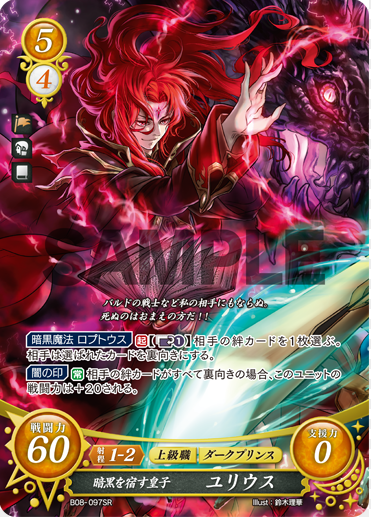 5
4
SAMPLE
バルドの戦士など私の相手にもならぬ。
死ぬのはおまえの方だ!!
暗黒魔法 ロプトウス 起 【①】相手の絆カードを1枚選ぶ。
相手は選ばれたカードを裏向きにする。
闇の印 常 相手の絆カードがすべて裏向きの場合、このユニットの
戦闘力は+20される。
戦闘力
60
射程 1-2
上級職
ダークプリンス
支援力
0
暗黒を宿す皇子 ユリウス
B08-097SR
Illust:鈴木理華